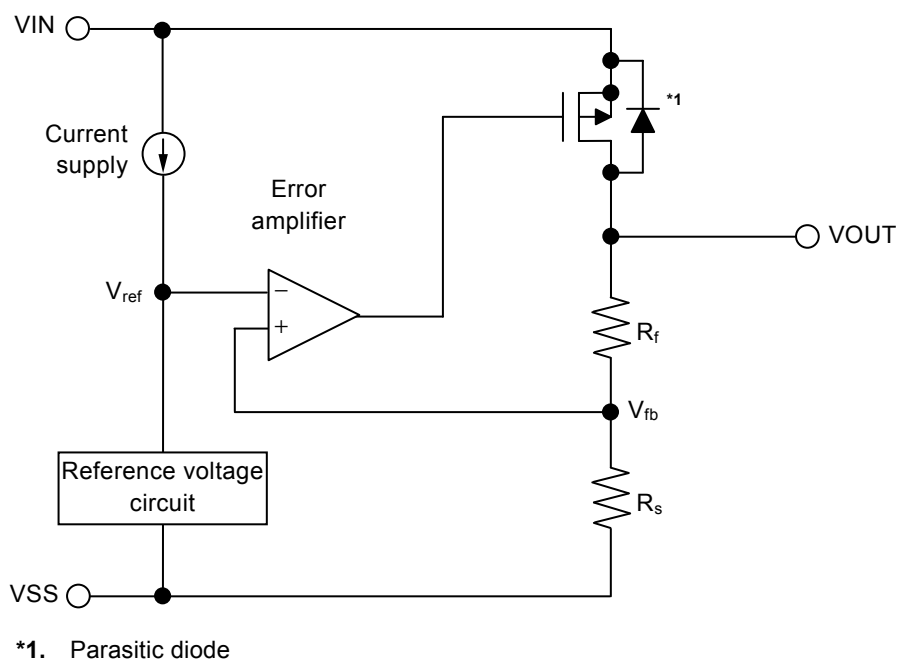 VIN
*1
Current
supply
Error
amplifier
VOUT
Vref
−
+
Rf
Vfb
Reference voltage
circuit
Rs
VSS
*1. Parasitic diode